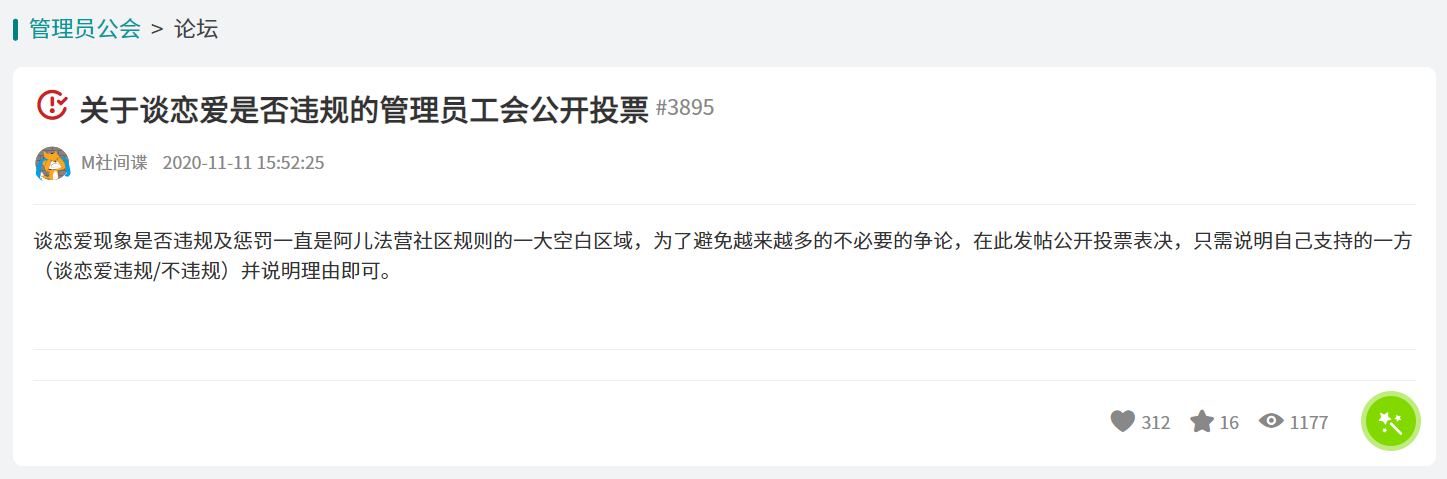 管理员公会 > 论坛
关于谈恋爱是否违规的管理员工会公开投票 #3895
M社间谍 2020-11-11 15:52:25
谈恋爱现象是否违规及惩罚一直是阿儿法营社区规则的一大空白区域，为了避免越来越多的不必要的争论，在此发帖公开投票表决，只需说明自己支持的一方
（谈恋爱违规/不违规）并说明理由即可。
312 16 1177